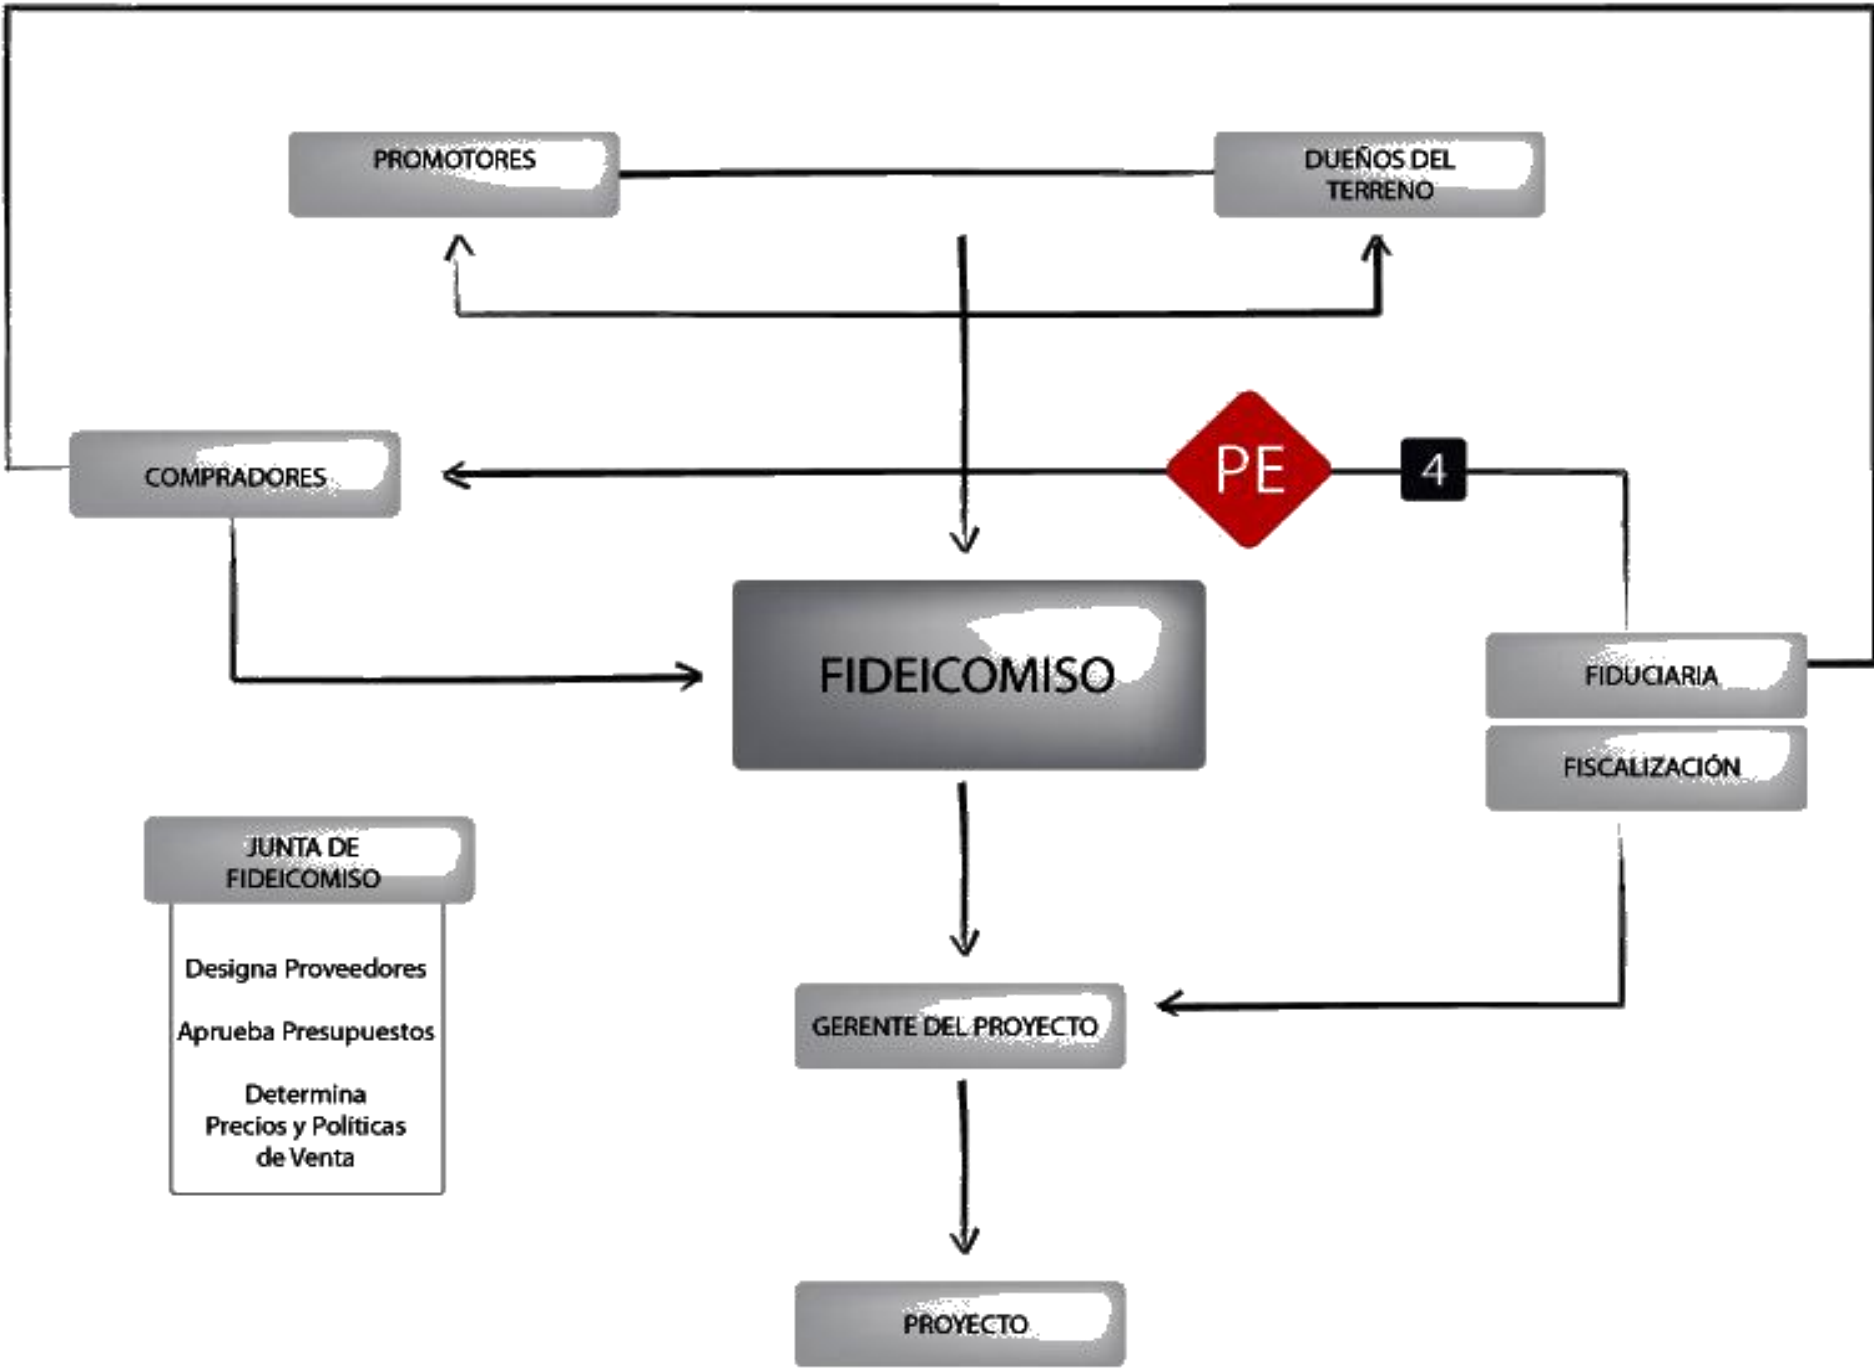 PROMOTORES
DUEÑOS DEL
TERRENO
COMPRADORES
PE
4
FIDEICOMISO
FIDUCIARIA
FISCALIZACIÓN
JUNTA DE
FIDEICOMISO
Designa Proveedores
Aprueba Presupuestos
Determina
Precios y Políticas
de Venta
GERENTE DEL PROYECTO
PROYECTO